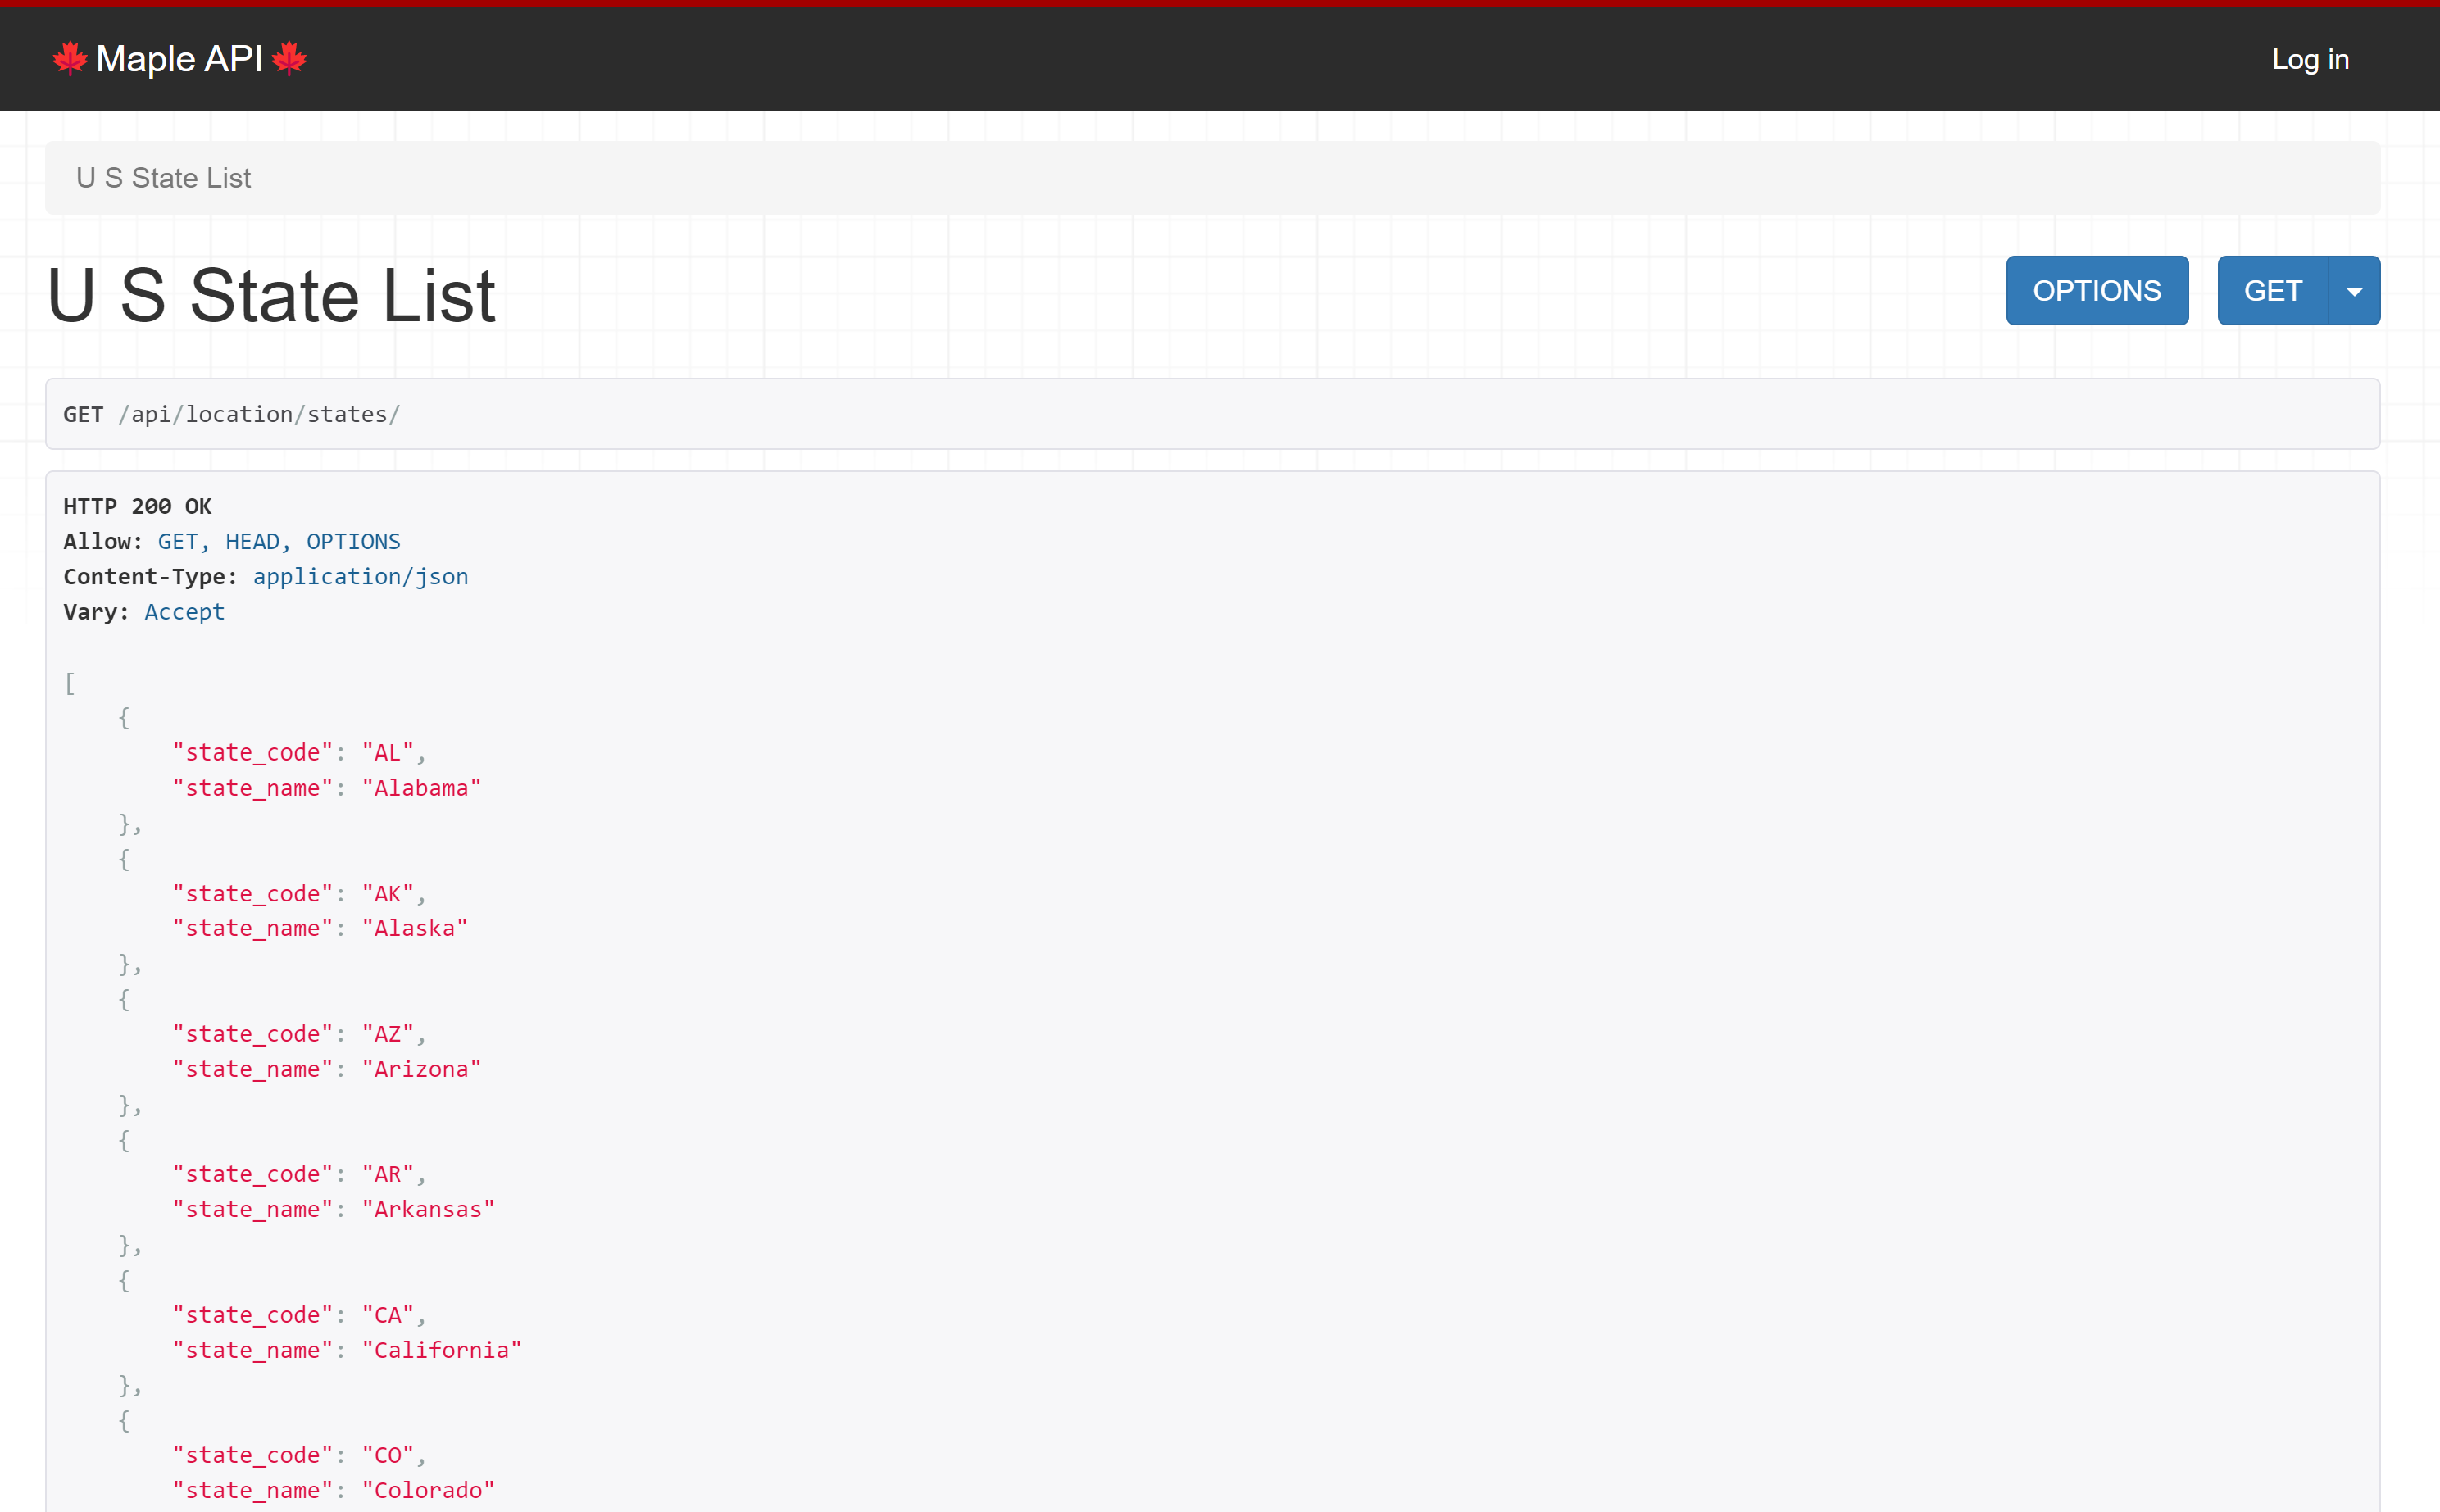 🍁Maple API🍁
Log in
U S State List
U S State List
OPTIONS
GET
GET /api/location/states/
HTTP 200 OK
Allow: GET, HEAD, OPTIONS
Content-Type: application/json
Vary: Accept
[
    {
        "state_code": "AL",
        "state_name": "Alabama"
    },
    {
        "state_code": "AK",
        "state_name": "Alaska"
    },
    {
        "state_code": "AZ",
        "state_name": "Arizona"
    },
    {
        "state_code": "AR",
        "state_name": "Arkansas"
    },
    {
        "state_code": "CA",
        "state_name": "California"
    },
    {
        "state_code": "CO",
        "state_name": "Colorado"